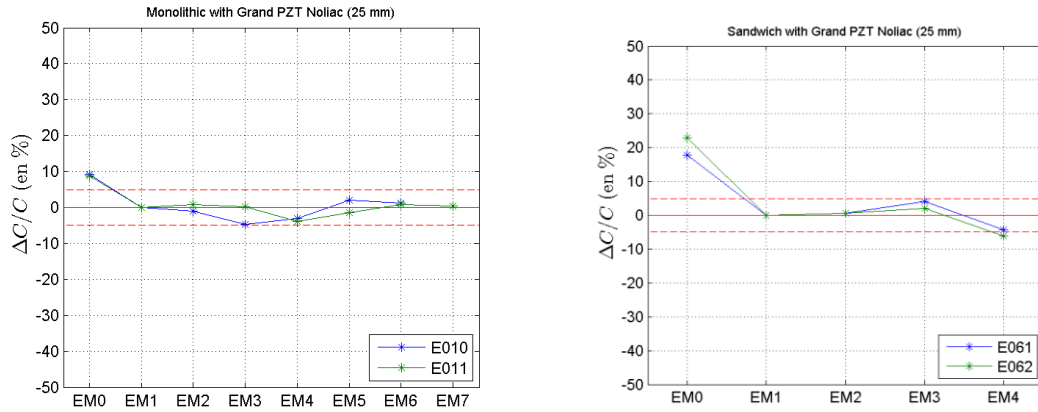 Monolithic with Grand PZT Noliac (25 mm)
50
40
30
20
10
0
-10
-20
-30
-40
-50
ΔC/C (en %)
EM0 EM1 EM2 EM3 EM4 EM5 EM6 EM7
E010
E011
Sandwich with Grand PZT Noliac (25 mm)
50
40
30
20
10
0
-10
-20
-30
-40
-50
ΔC/C (en %)
EM0 EM1 EM2 EM3 EM4
E061
E062